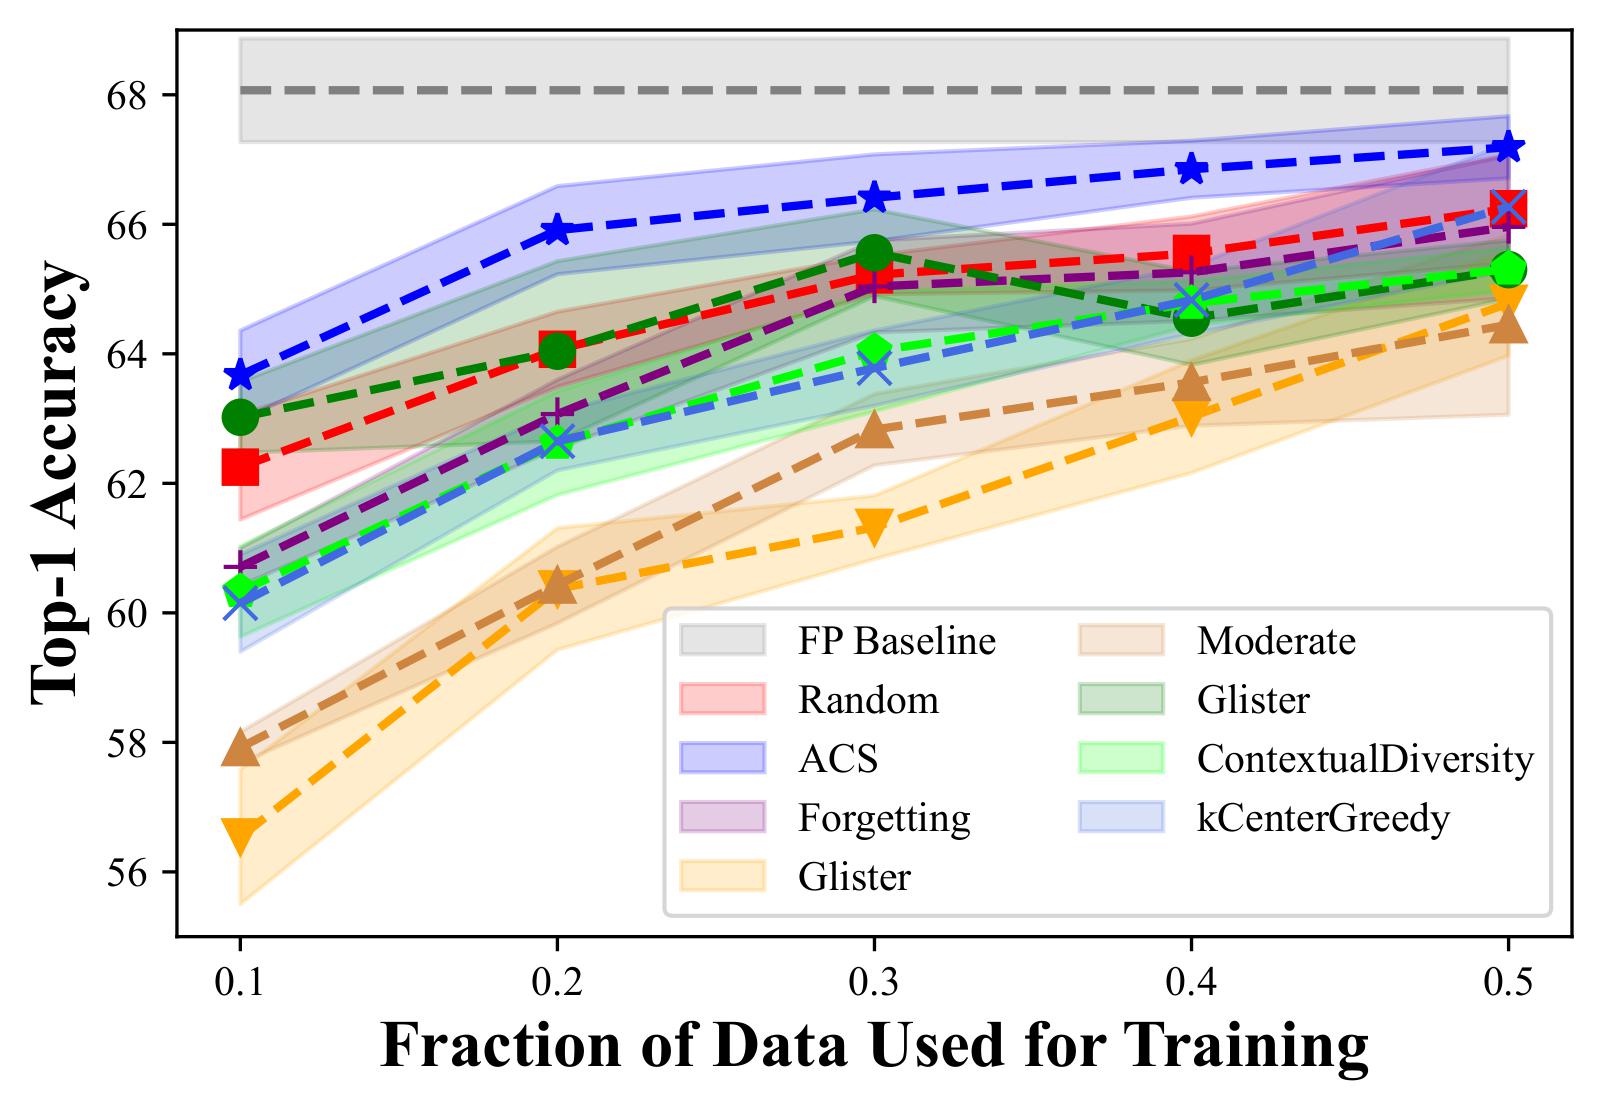 Top-1 Accuracy
68
66
64
62
60
58
56
FP Baseline
Random
ACS
Forgetting
Glister
Moderate
Glister
ContextualDiversity
kCenterGreedy
0.1 0.2 0.3 0.4 0.5
Fraction of Data Used for Training